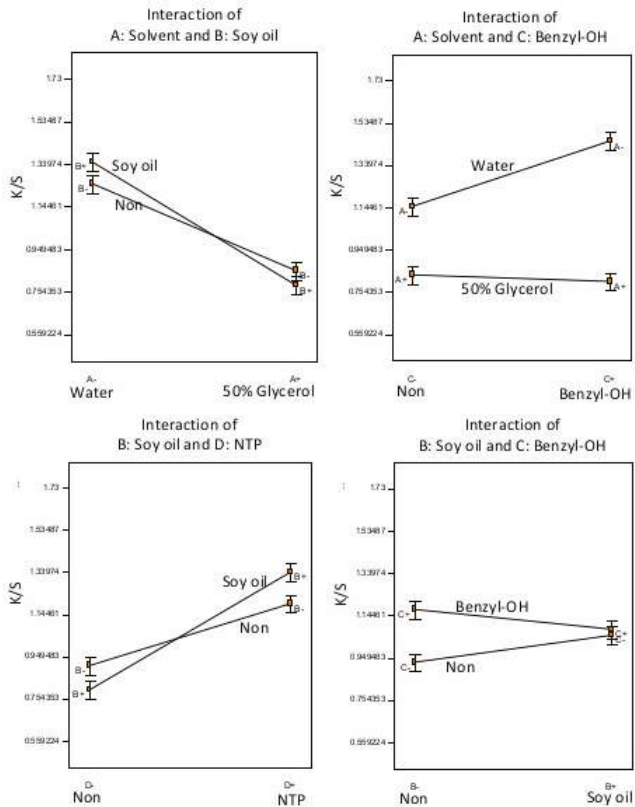 Interaction of
A: Solvent and B: Soy oil
1.73
1.53487
1.33974
1.14461
0.949483
0.754353
0.559224
K/S
B+
Soy oil
B-
Non
B-
B+
A-
A+
Water
50% Glycerol
Interaction of
A: Solvent and C: Benzyl-OH
1.73
1.53487
1.33974
1.14461
0.949483
0.754353
0.559224
K/S
Water
A-
A-
A+
50% Glycerol
A+
C-
C+
Non
Benzyl-OH
Interaction of
B: Soy oil and D: NTP
1.73
1.53487
1.33974
1.14461
0.949483
0.754353
0.559224
K/S
Soy oil
B+
Non
B-
B-
B+
D-
D+
Non
NTP
Interaction of
B: Soy oil and C: Benzyl-OH
1.73
1.53487
1.33974
1.14461
0.949483
0.754353
0.559224
K/S
C+
Benzyl-OH
C+
C-
C-
Non
B-
B+
Non
Soy oil